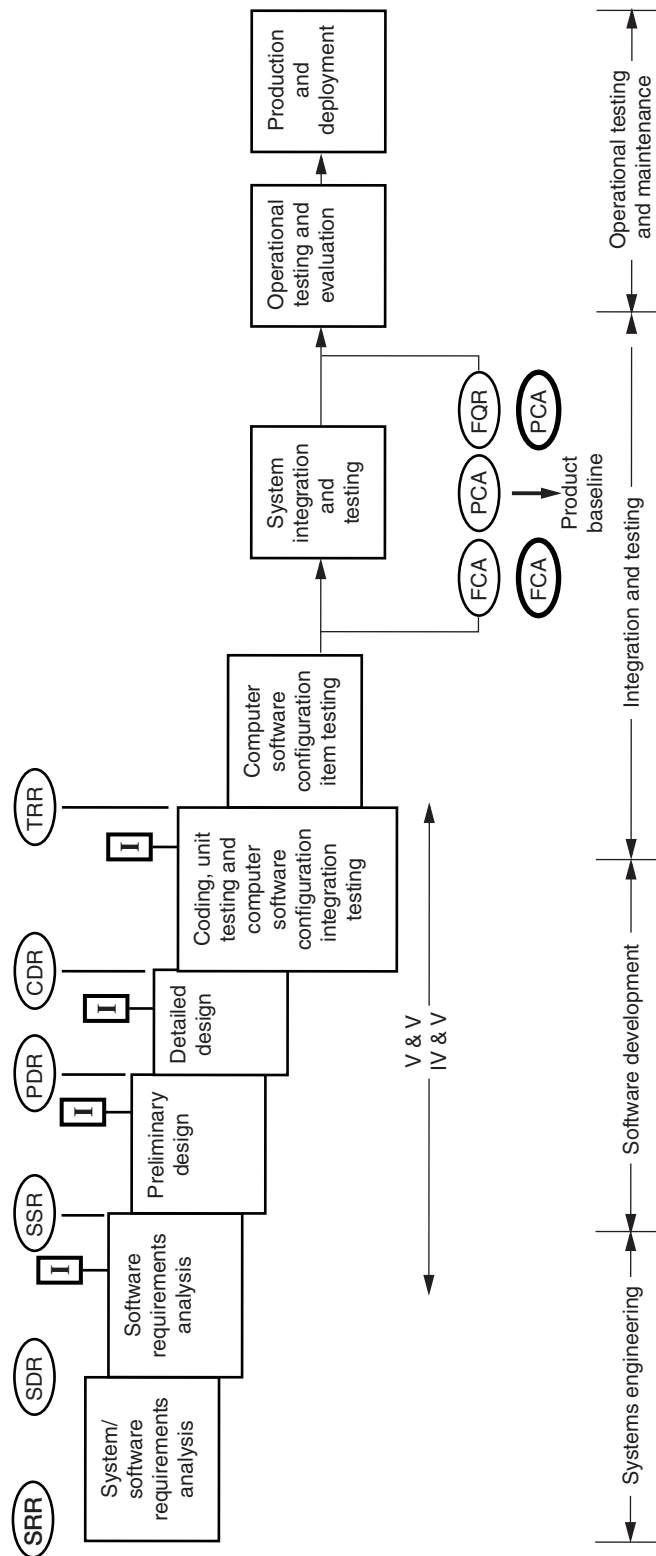 SRR
SDR
SSR
PDR
CDR
TRR
I
I
I
I
System/
software
requirements
analysis
Software
requirements
analysis
Preliminary
design
Detailed
design
Coding, unit
testing and
computer
software
configuration
integration
testing
Computer
software
configuration
item testing
System
integration
and
testing
Operational
testing and
evaluation
Production
and
deployment
V & V
IV & V
FCA
PCA
FQR
FCA
PCA
Product
baseline
Systems engineering
Software development
Integration and testing
Operational testing
and maintenance